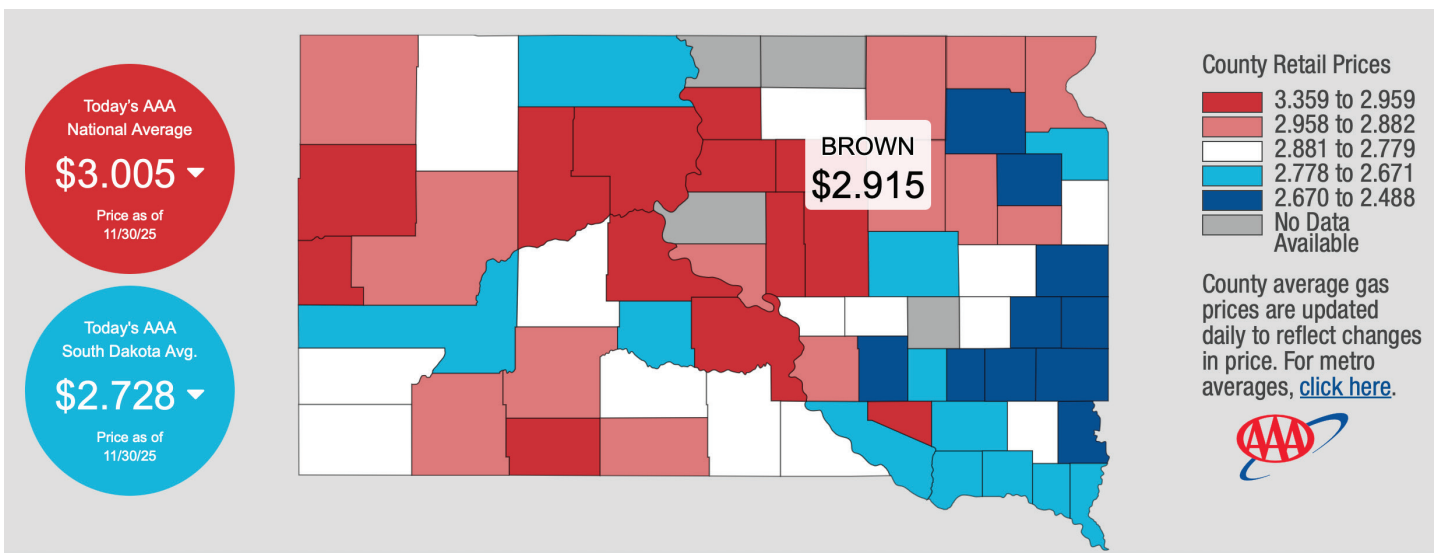 Today's AAA
National Average
$3.005
Price as of
11/30/25
Today's AAA
South Dakota Avg.
$2.728
Price as of
11/30/25
BROWN
$2.915
County Retail Prices
3.359 to 2.959
2.958 to 2.882
2.881 to 2.779
2.778 to 2.671
2.670 to 2.488
No Data
Available
County average gas
prices are updated
daily to reflect changes
in price. For metro
averages, click here.
AAA